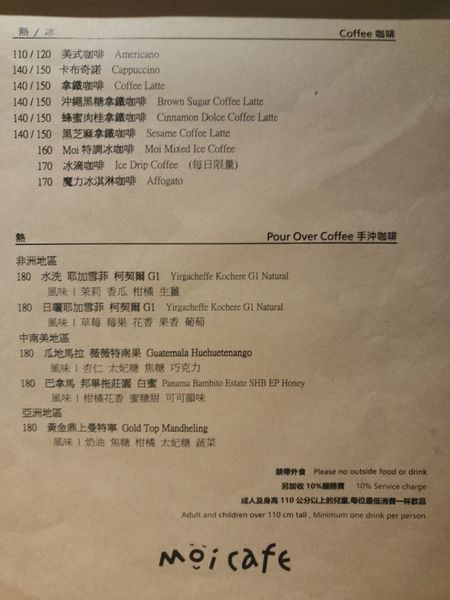 熱 / 冰 Coffee 咖啡
110 / 120 美式咖啡 Americano
140 / 150 卡布奇諾 Cappuccino
140 / 150 拿鐵咖啡 Coffee Latte
140 / 150 沖繩黑糖拿鐵咖啡 Brown Sugar Coffee Latte
140 / 150 蜂蜜肉桂拿鐵咖啡 Cinnamon Dolce Coffee Latte
140 / 150 黑芝麻拿鐵咖啡 Sesame Coffee Latte
160 Moi 特調冰咖啡 Moi Mixed Ice Coffee
170 冰滴咖啡 Ice Drip Coffee (每日限量)
170 魔力冰淇淋咖啡 Affogato
熱 Pour Over Coffee 手沖咖啡
非洲地區
180 水洗 耶加雪菲 柯契爾 G1 Yirgacheffe Kochere G1 Natural
風味 | 茉莉 香瓜 柑橘 生薑
180 日曬耶加雪菲 柯契爾 G1 Yirgacheffe Kochere G1 Natural
風味 | 草莓 莓果 花香 果香 葡萄
中南美地區
180 瓜地馬拉 薇薇特南果 Guatemala Huehuetenango
風味 | 杏仁 太妃糖 焦糖 巧克力
180 巴拿馬 邦畢拖莊園 白蜜 Panama Bambito Estate SHB EP Honey
風味 | 柑橘花香 蜜糖甜 可可韻味
亞洲地區
180 黃金鼎上曼特寧 Gold Top Mandheling
風味 | 奶油 焦糖 柑橘 太妃糖 蔬菜
禁帶外食 Please no outside food or drink
另加收 10%服務費 10% Service charge
成人及身高 110 公分以上的兒童,每位最低消費一杯飲品
Adult and children over 110 cm tall , Minimum one drink per person
moi cafe